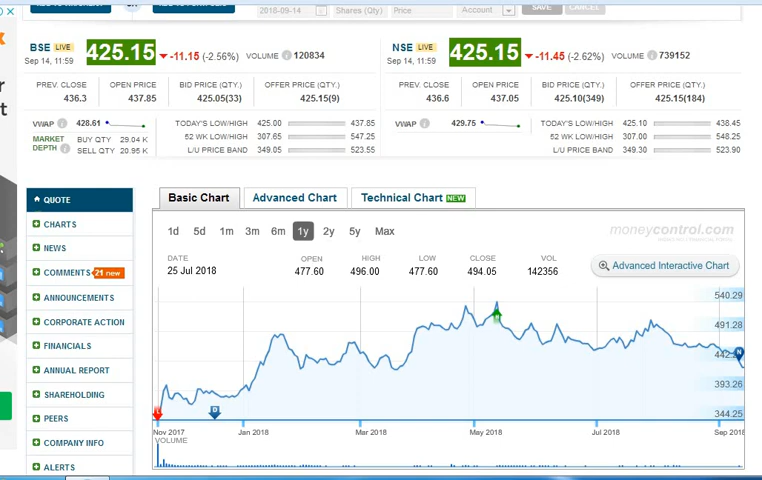 2018-09-14 Shares (Qty) Price Account SAVE CANCEL
BSE LIVE 425.15 -11.15 (-2.56%) VOLUME i 120834
Sep 14, 11:59
NSE LIVE 425.15 -11.45 (-2.62%) VOLUME i 739152
Sep 14, 11:59
PREV. CLOSE OPEN PRICE BID PRICE (QTY.) OFFER PRICE (QTY.)
436.3 437.85 425.05(33) 425.15(9)
PREV. CLOSE OPEN PRICE BID PRICE (QTY.) OFFER PRICE (QTY.)
436.6 437.05 425.10(349) 425.15(184)
VWAP i 428.61
MARKET DEPTH i BUY QTY 29.04 K
SELL QTY 20.95 K
TODAY'S LOW/HIGH 425.00 437.85
52 WK LOW/HIGH 307.65 547.25
L/U PRICE BAND 349.05 523.55
VWAP i 429.75
TODAY'S LOW/HIGH 425.10 438.45
52 WK LOW/HIGH 307.00 548.25
L/U PRICE BAND 349.30 523.90
QUOTE
CHARTS
NEWS
COMMENTS 21 new
ANNOUNCEMENTS
CORPORATE ACTION
FINANCIALS
ANNUAL REPORT
SHAREHOLDING
PEERS
COMPANY INFO
ALERTS
Basic Chart Advanced Chart Technical Chart NEW
1d 5d 1m 3m 6m 1y 2y 5y Max
moneycontrol.com
DATE OPEN HIGH LOW CLOSE VOL
25 Jul 2018 477.60 496.00 477.60 494.05 142356
Advanced Interactive Chart
540.29
491.28
442.
393.26
344.25
D
N
Nov 2017 Jan 2018 Mar 2018 May 2018 Jul 2018 Sep 2018
VOLUME